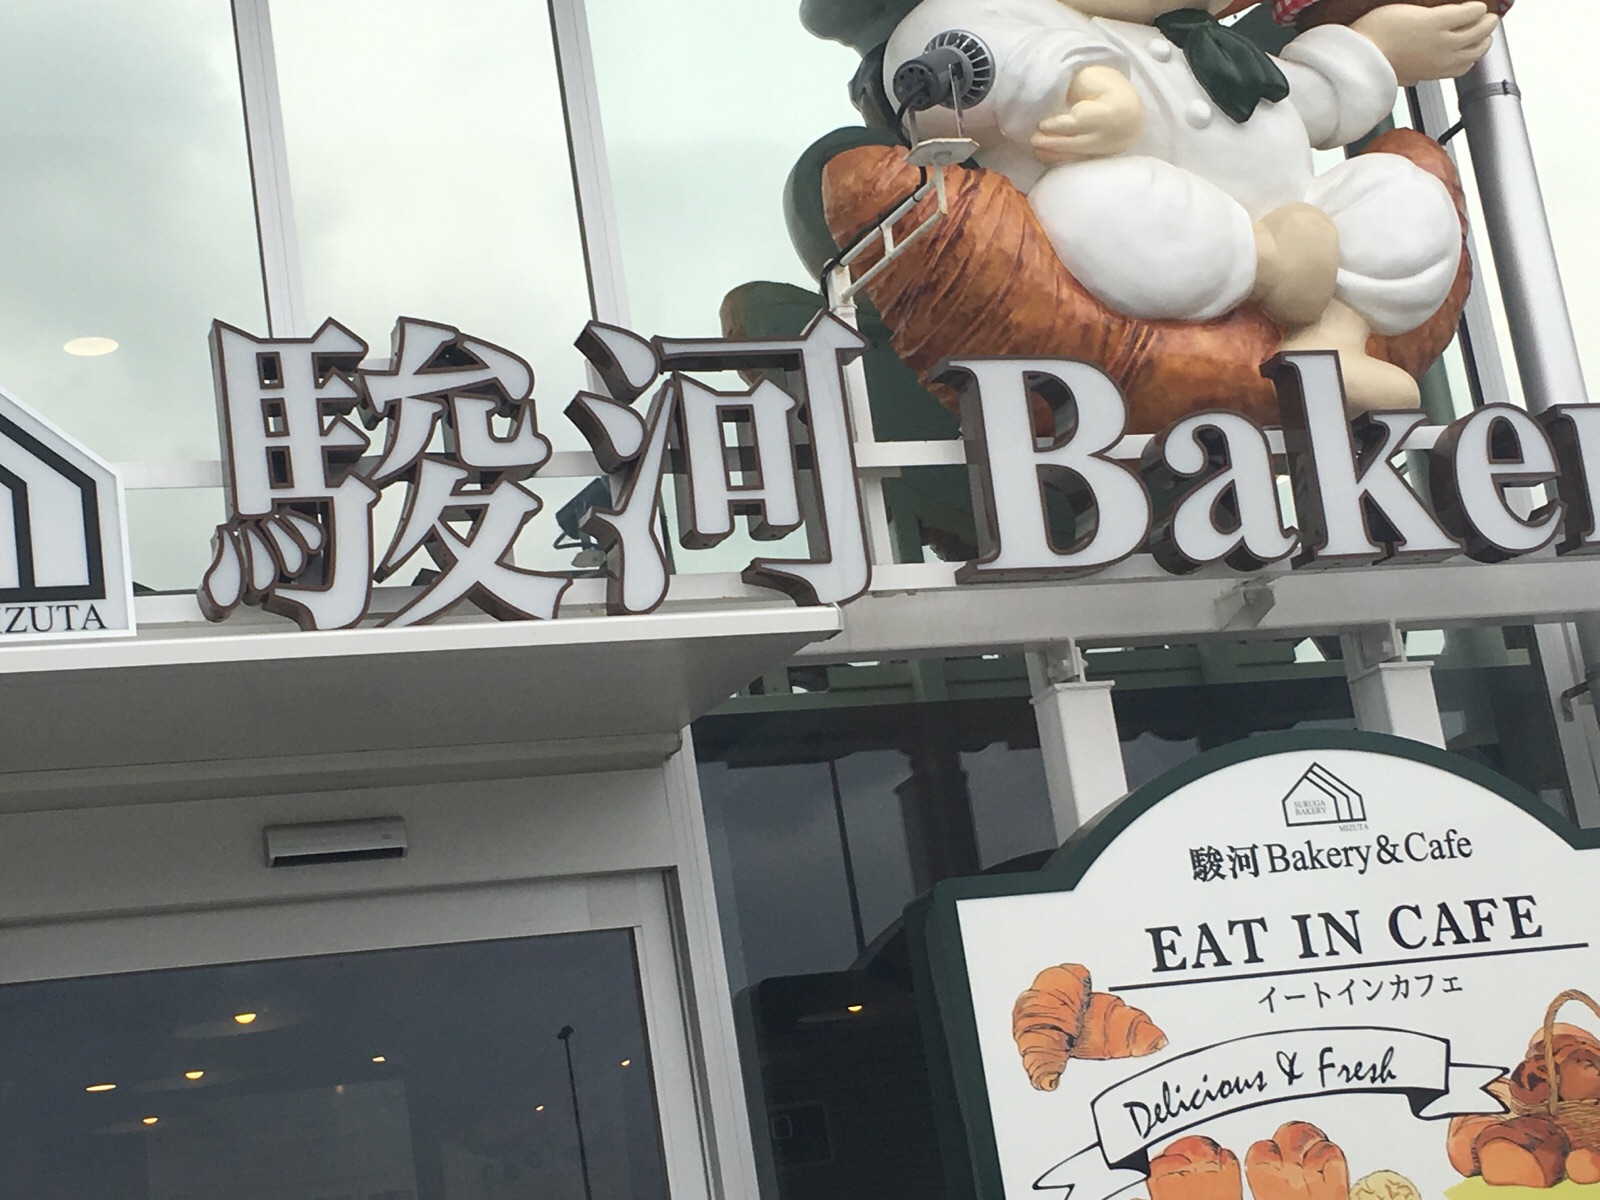 駿河 Baker
IZUTA
SURUGA
BAKERY
MIZUTA
駿河 Bakery & Cafe
EAT IN CAFE
イートインカフェ
Delicious & Fresh